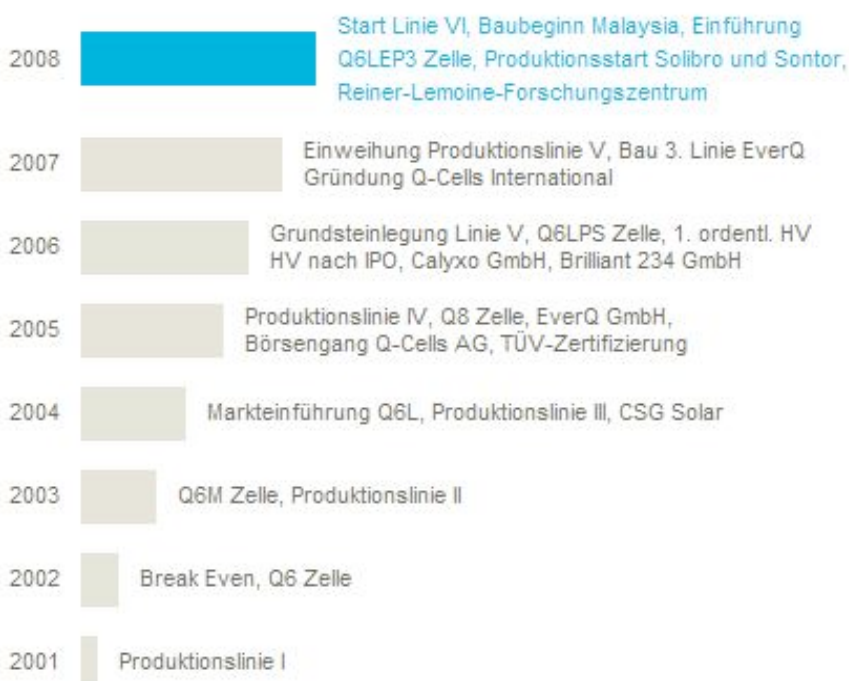 Start Linie VI, Baubeginn Malaysia, Einführung
2008
Q6LEP3 Zelle, Produktionsstart Solibro und Sontor,
Reiner-Lemoine-Forschungszentrum
2007
Einweihung Produktionslinie V, Bau 3. Linie EverQ
Gründung Q-Cells International
2006
Grundsteinlegung Linie V, Q6LPS Zelle, 1. ordentl. HV
HV nach IPO, Calyxo GmbH, Brilliant 234 GmbH
2005
Produktionslinie IV, Q8 Zelle, EverQ GmbH,
Börsengang Q-Cells AG, TÜV-Zertifizierung
2004
Markteinführung Q6L, Produktionslinie III, CSG Solar
2003
Q6M Zelle, Produktionslinie II
2002
Break Even, Q6 Zelle
2001
Produktionslinie I